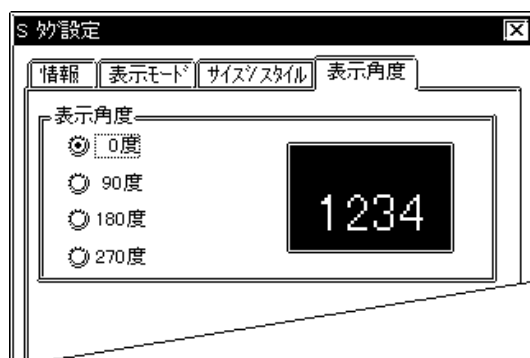 S ﾀｸﾞ設定
情報 表示ﾓｰﾄﾞ ｻｲｽﾞ/ｽﾀｲﾙ 表示角度
表示角度
0度
90度
180度
270度
1234